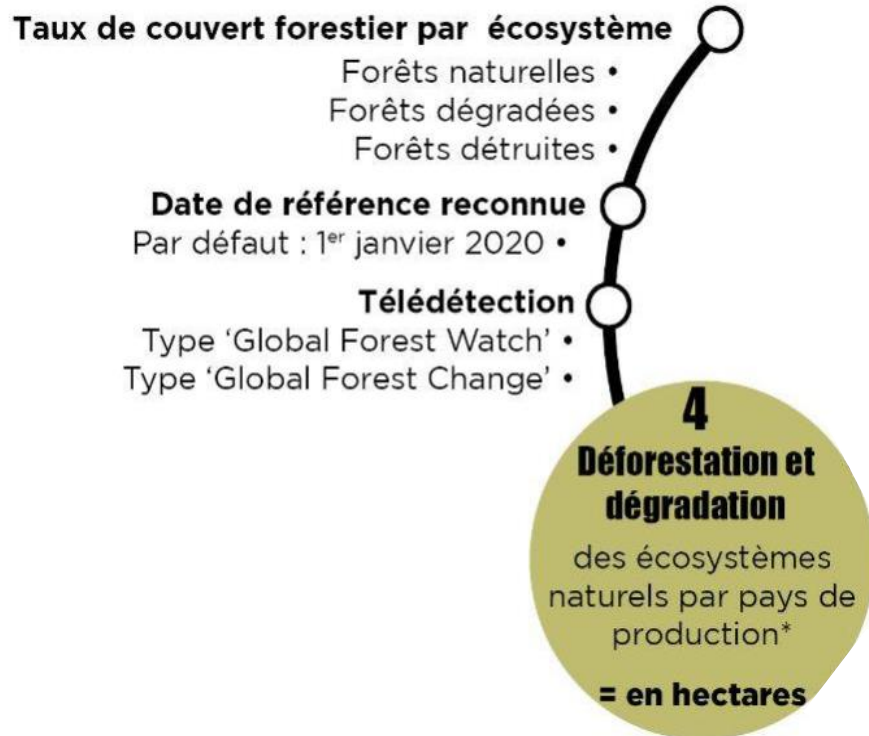 Taux de couvert forestier par écosystème
Forêts naturelles •
Forêts dégradées •
Forêts détruites •
Date de référence reconnue
Par défaut : 1er janvier 2020 •
Télédétection
Type ‘Global Forest Watch’ •
Type ‘Global Forest Change’ •
4
Déforestation et
dégradation
des écosystèmes
naturels par pays de
production*
= en hectares